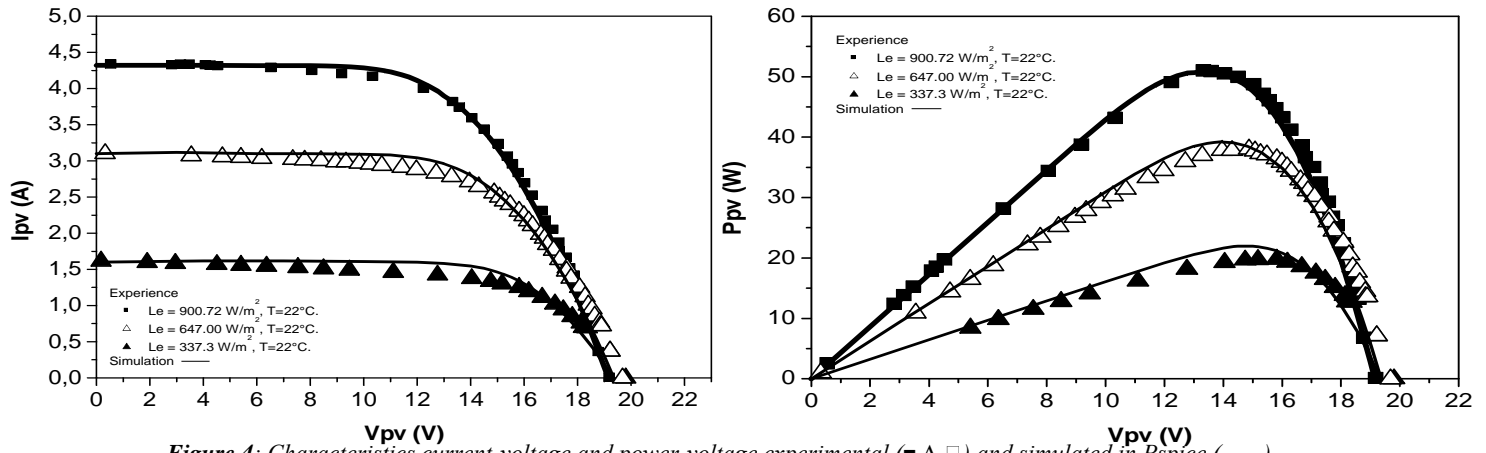 5,0
4,5
4,0
3,5
3,0
2,5
2,0
1,5
1,0
0,5
0,0
Ipv (A)
Experience
Le = 900.72 W/m², T=22°C.
Le = 647.00 W/m², T=22°C.
Le = 337.3 W/m², T=22°C.
Simulation
0 2 4 6 8 10 12 14 16 18 20 22
Vpv (V)
60
50
40
30
20
10
0
Ppv (W)
Experience
Le = 900.72 W/m², T=22°C.
Le = 647.00 W/m², T=22°C.
Le = 337.3 W/m², T=22°C.
Simulation
0 2 4 6 8 10 12 14 16 18 20 22
Vpv (V)
Figure 4: Characteristics current-voltage and power-voltage experimental (■ Δ □) and simulated in Pspice (